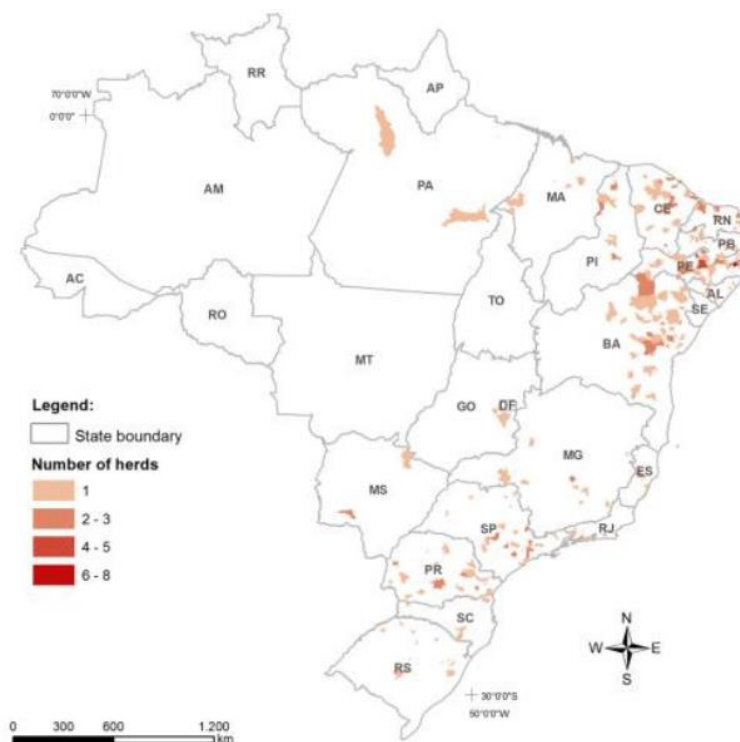 RR
AP
70°0'0"W
0°0'0"
AM
PA
MA
CE
RN
PB
PI
PE
AC
AL
TO
SE
RO
BA
MT
Legend:
GO
DF
State boundary
MG
Number of herds
ES
1
MS
2 - 3
SP
RJ
4 - 5
PR
6 - 8
SC
N
W
E
S
RS
30°0'0"S
50°0'0"W
0 300 600 1.200
km